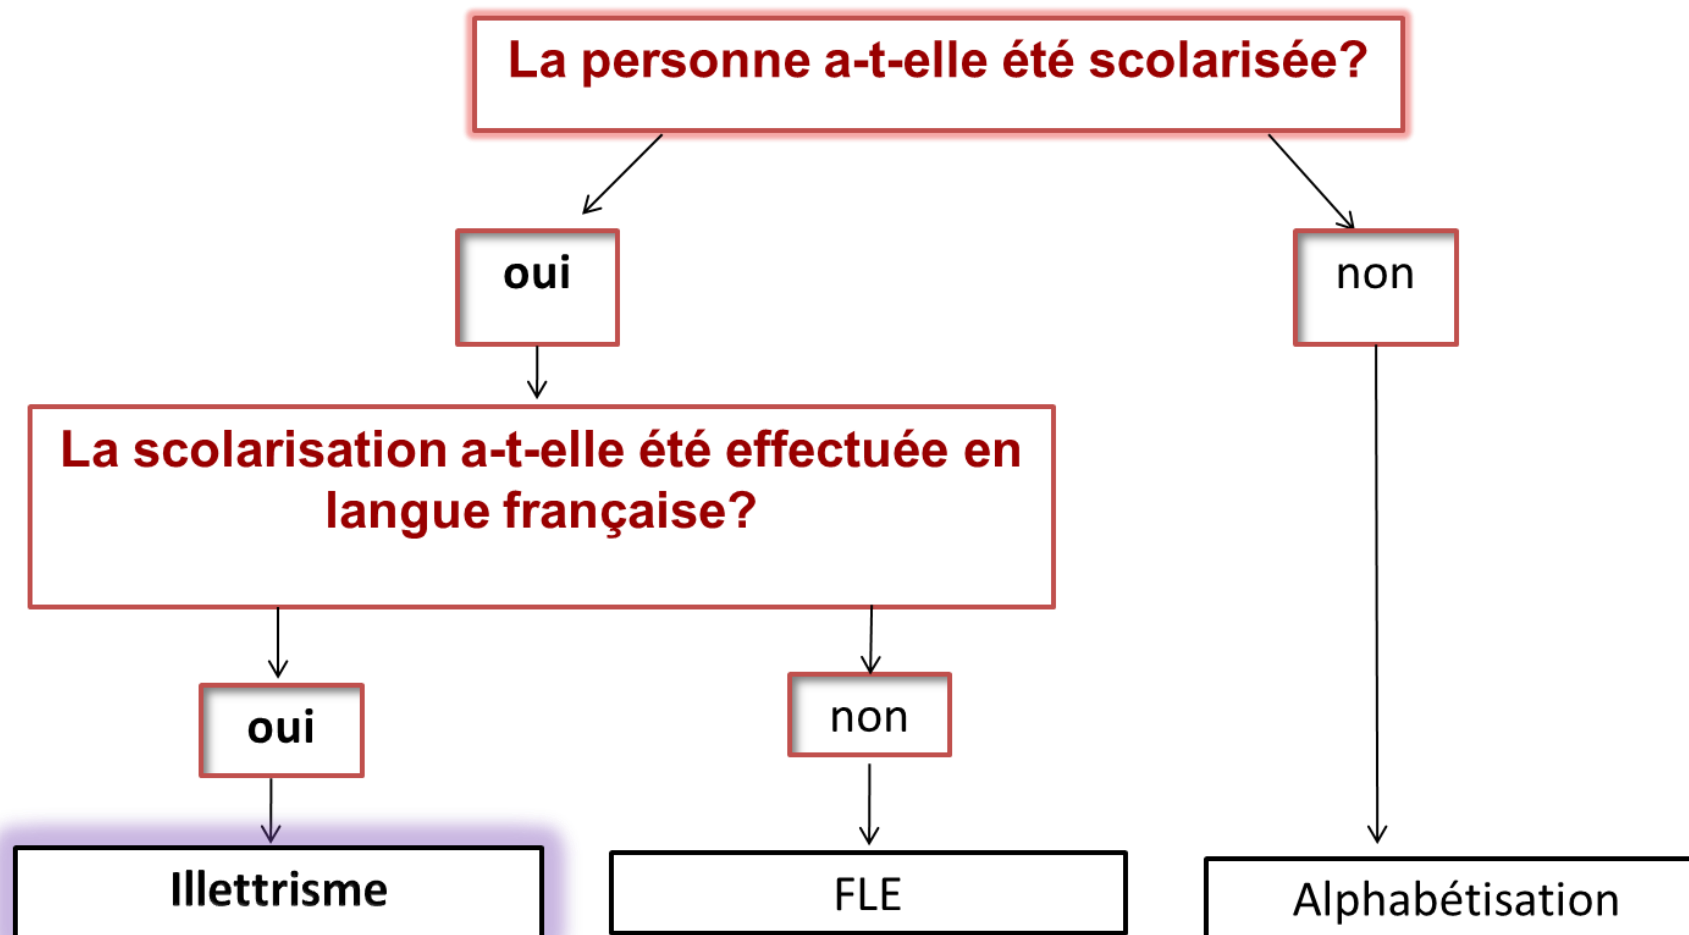 La personne a-t-elle été scolarisée?
oui
non
La scolarisation a-t-elle été effectuée en
langue française?
oui
non
Illettrisme
FLE
Alphabétisation